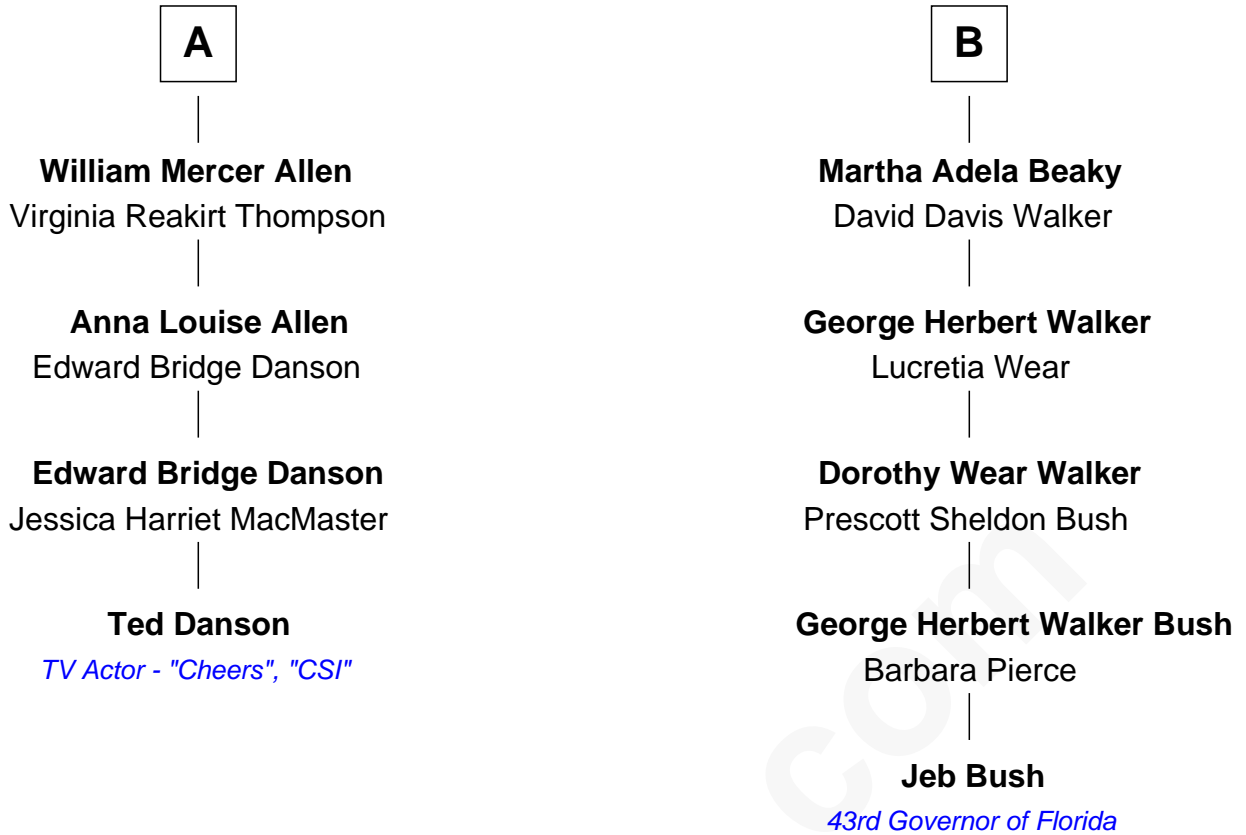 A
William Mercer Allen
Virginia Reakirt Thompson
Anna Louise Allen
Edward Bridge Danson
Edward Bridge Danson
Jessica Harriet MacMaster
Ted Danson
TV Actor - "Cheers", "CSI"
B
Martha Adela Beaky
David Davis Walker
George Herbert Walker
Lucretia Wear
Dorothy Wear Walker
Prescott Sheldon Bush
George Herbert Walker Bush
Barbara Pierce
Jeb Bush
43rd Governor of Florida
com